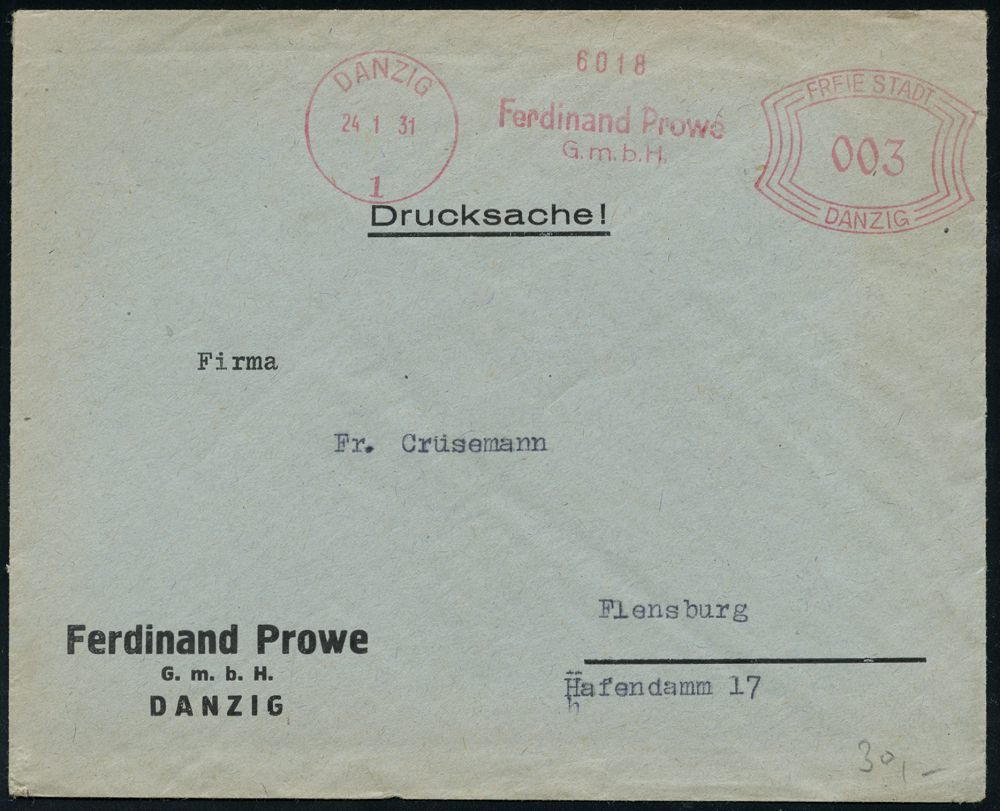 6018
DANZIG
24 1 31
1
Ferdinand Prowe
G.m.b.H.
FREIE STADT
003
DANZIG
Drucksache!
Firma
Fr. Crüsemann
Flensburg
Hafendamm 17
Ferdinand Prowe
G. m. b. H.
DANZIG
30,-